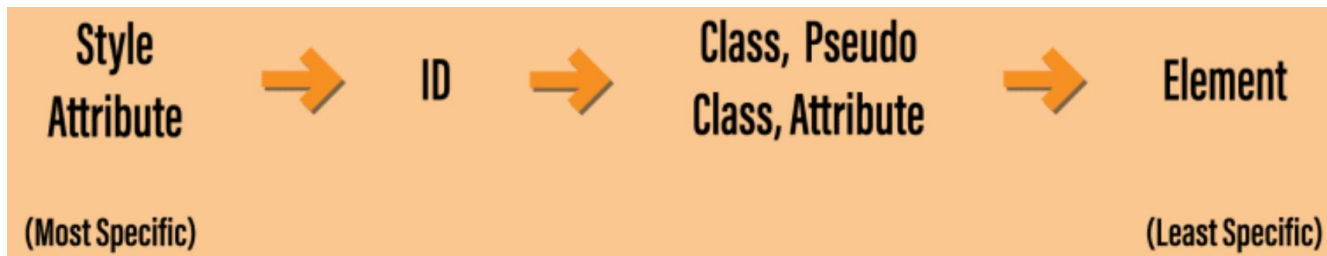 Style
Attribute
ID
Class, Pseudo
Class, Attribute
Element
(Most Specific)
(Least Specific)